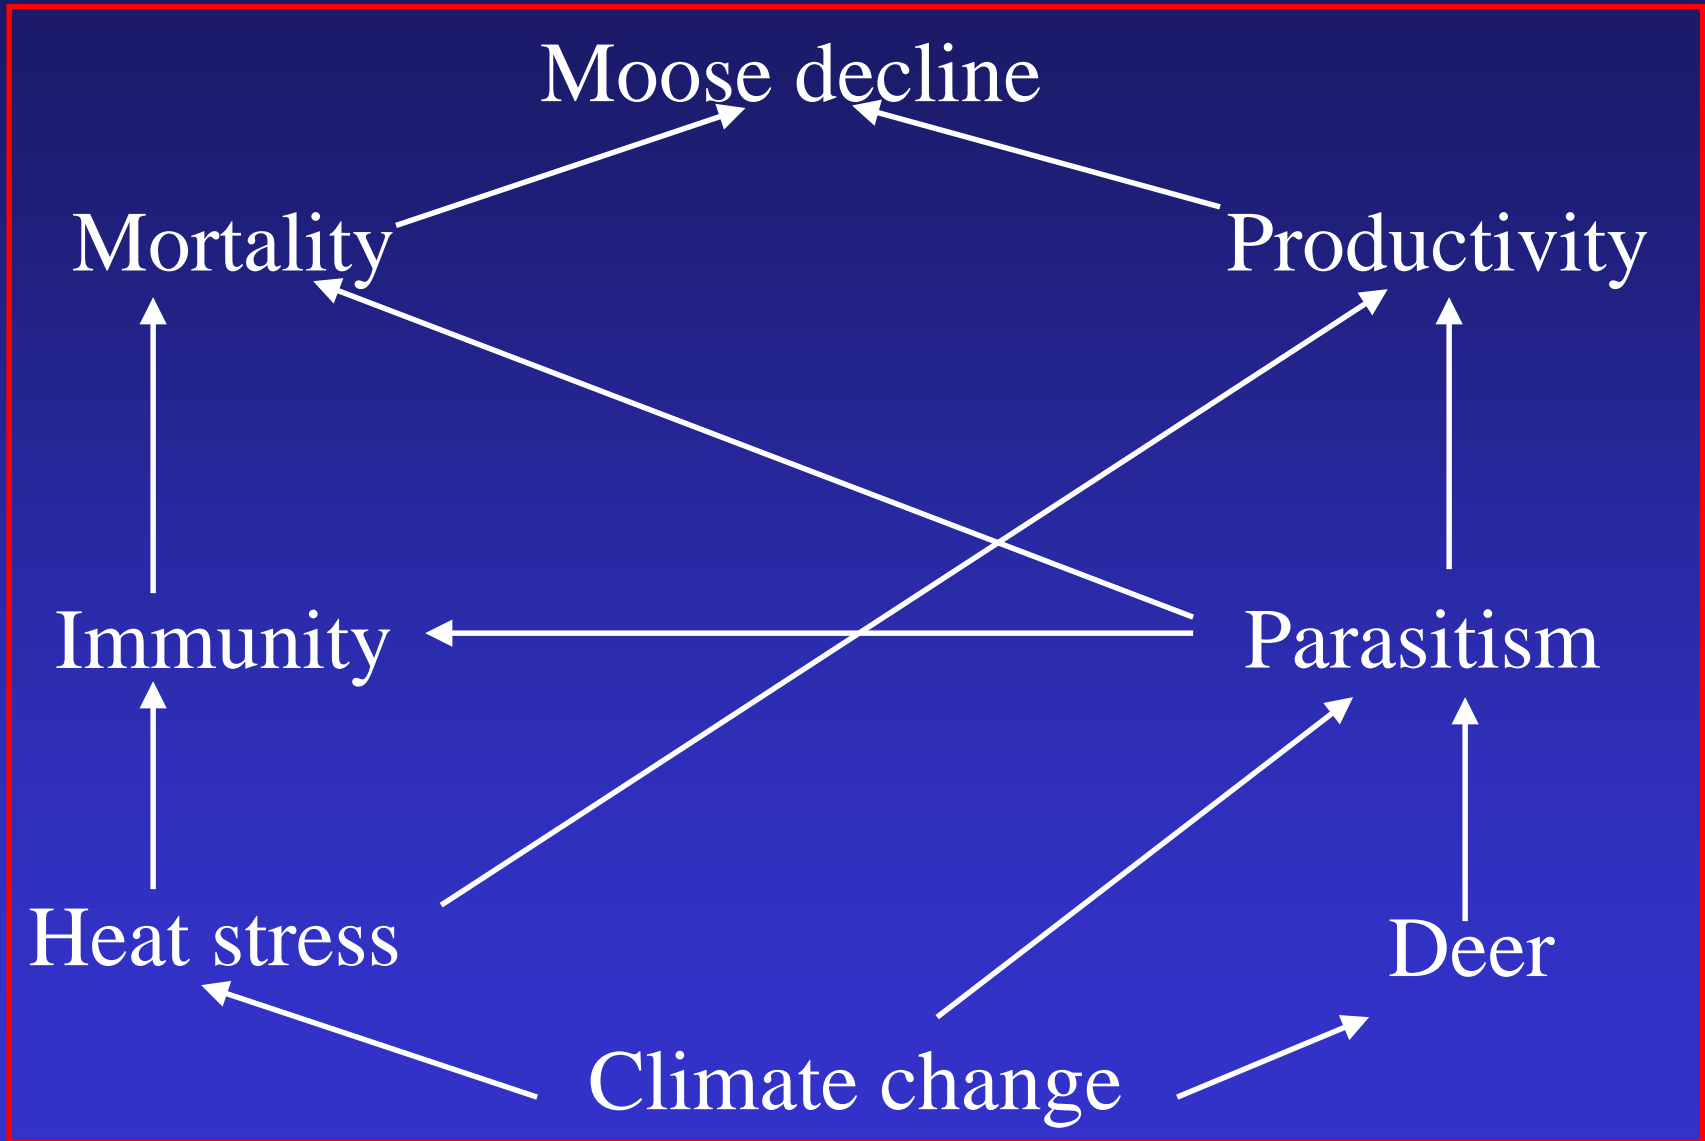 Moose decline
Mortality
Productivity
Immunity
Parasitism
Heat stress
Deer
Climate change